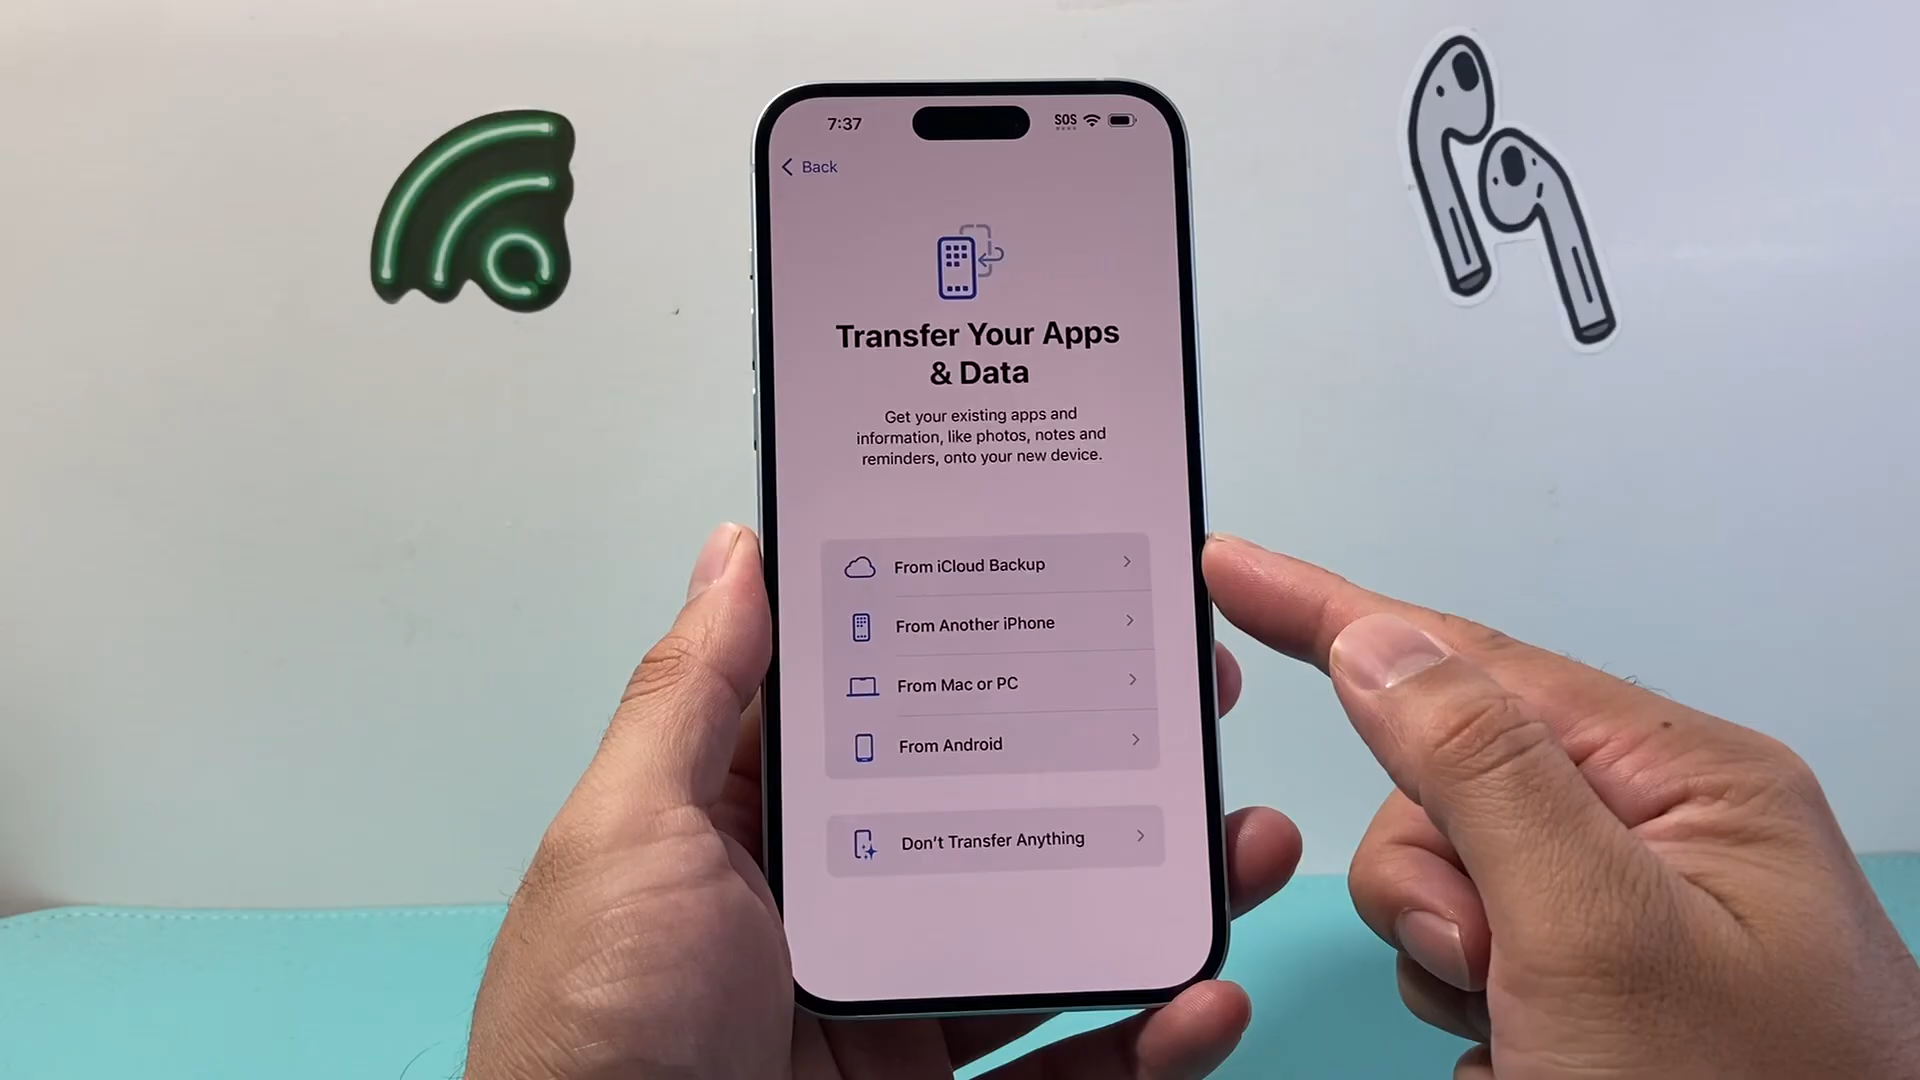 7:37
SOS
Back
Transfer Your Apps
& Data
Get your existing apps and
information, like photos, notes and
reminders, onto your new device.
From iCloud Backup
From Another iPhone
From Mac or PC
From Android
Don't Transfer Anything